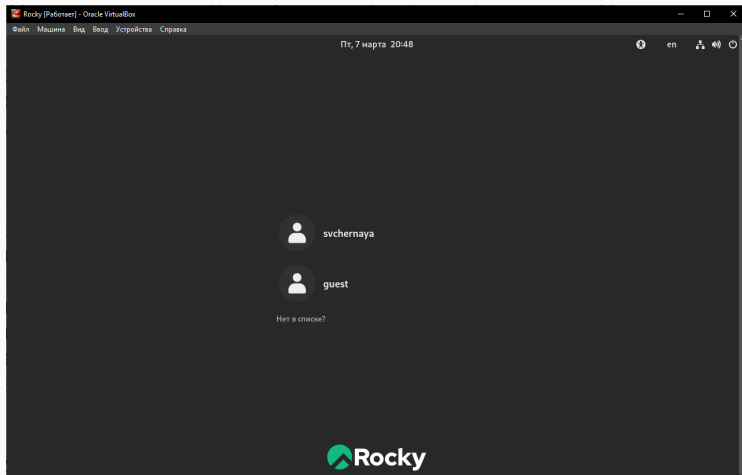 Rocky [Работает] - Oracle VirtualBox
Файл Машина Вид Ввод Устройства Справка
Пт, 7 марта 20:48 en
svchernaya
guest
Нет в списке?
Rocky